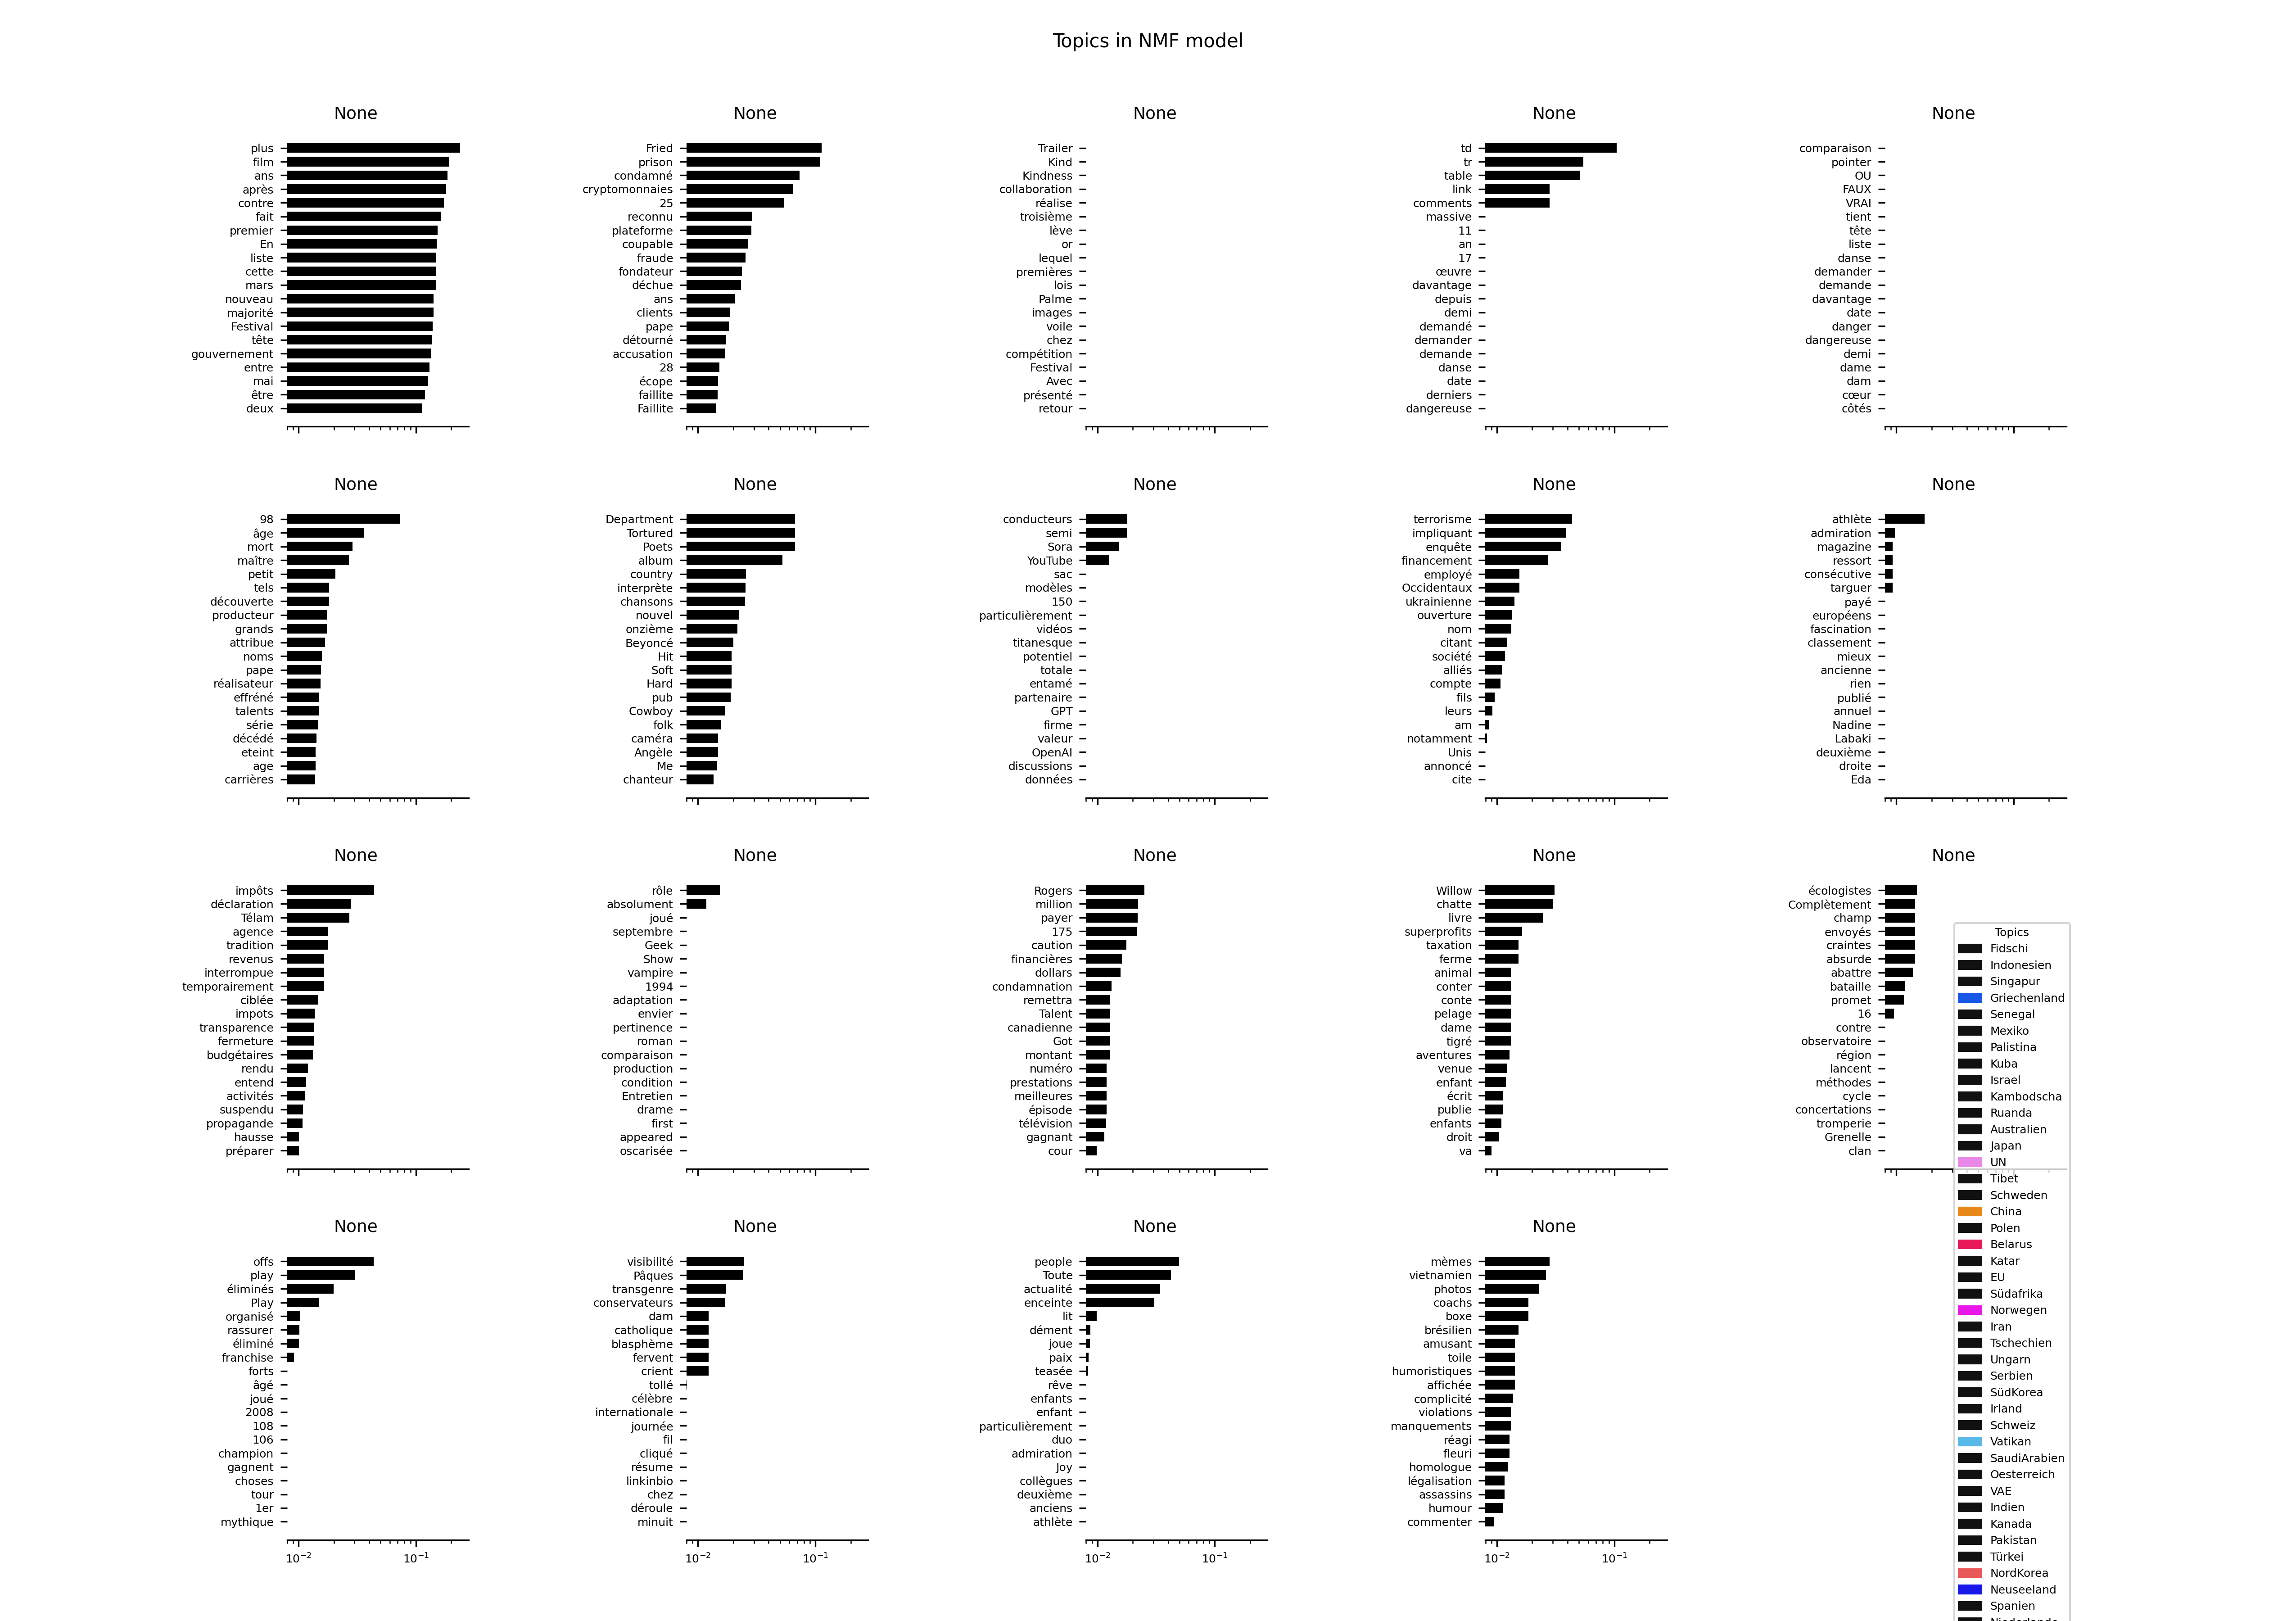 Topics in NMF model
None
plus
film
ans
après
contre
fait
premier
En
liste
cette
mars
nouveau
majorité
Festival
tête
gouvernement
entre
mai
être
deux
None
Fried
prison
condamné
cryptomonnaies
25
reconnu
plateforme
coupable
fraude
fondateur
déchue
ans
clients
pape
détourné
accusation
28
écope
faillite
Faillite
None
Trailer
Kind
Kindness
collaboration
réalise
troisième
lève
or
lequel
premières
lois
Palme
images
voile
chez
compétition
Festival
Avec
présenté
retour
None
td
tr
table
link
comments
massive
11
an
17
œuvre
davantage
depuis
demi
demandé
demander
demande
danse
date
derniers
dangereuse
None
comparaison
pointer
OU
FAUX
VRAI
tient
tête
liste
danse
demander
demande
davantage
date
danger
dangereuse
demi
dame
dam
cœur
côtés
None
98
âge
mort
maître
petit
tels
découverte
producteur
grands
attribue
noms
pape
réalisateur
effréné
talents
série
décédé
eteint
age
carrières
None
Department
Tortured
Poets
album
country
interprète
chansons
nouvel
onzième
Beyoncé
Hit
Soft
Hard
pub
Cowboy
folk
caméra
Angèle
Me
chanteur
None
conducteurs
semi
Sora
YouTube
sac
modèles
150
particulièrement
vidéos
titanesque
potentiel
totale
entamé
partenaire
GPT
firme
valeur
OpenAI
discussions
données
None
terrorisme
impliquant
enquête
financement
employé
Occidentaux
ukrainienne
ouverture
nom
citant
société
alliés
compte
fils
leurs
am
notamment
Unis
annoncé
cite
None
athlète
admiration
magazine
ressort
consécutive
targuer
payé
européens
fascination
classement
mieux
ancienne
rien
publié
annuel
Nadine
Labaki
deuxième
droite
Eda
None
impôts
déclaration
Télam
agence
tradition
revenus
interrompue
temporairement
ciblée
impots
transparence
fermeture
budgétaires
rendu
entend
activités
suspendu
propagande
hausse
préparer
None
rôle
absolument
joué
septembre
Geek
Show
vampire
1994
adaptation
envier
pertinence
roman
comparaison
production
condition
Entretien
drame
first
appeared
oscarisée
None
Rogers
million
payer
175
caution
financières
dollars
condamnation
remettra
Talent
canadienne
Got
montant
numéro
prestations
meilleures
épisode
télévision
gagnant
cour
None
Willow
chatte
livre
superprofits
taxation
ferme
animal
conter
conte
pelage
dame
tigré
aventures
venue
enfant
écrit
publie
enfants
droit
va
None
écologistes
Complètement
champ
envoyés
craintes
absurde
abattre
bataille
promet
16
contre
observatoire
région
lancent
méthodes
cycle
concertations
tromperie
Grenelle
clan
None
offs
play
éliminés
Play
organisé
rassurer
éliminé
franchise
forts
âgé
joué
2008
108
106
champion
gagnent
choses
tour
1er
mythique
10⁻² 10⁻¹
None
visibilité
Pâques
transgenre
conservateurs
dam
catholique
blasphème
fervent
crient
tollé
célèbre
internationale
journée
fil
cliqué
résume
linkinbio
chez
déroule
minuit
10⁻² 10⁻¹
None
people
Toute
actualité
enceinte
lit
dément
joue
paix
teasée
rêve
enfants
enfant
particulièrement
duo
admiration
Joy
collègues
deuxième
anciens
athlète
10⁻² 10⁻¹
None
mèmes
vietnamien
photos
coachs
boxe
brésilien
amusant
toile
humoristiques
affichée
complicité
violations
manquements
réagi
fleuri
homologue
légalisation
assassins
humour
commenter
10⁻² 10⁻¹
Topics
Fidschi
Indonesien
Singapur
Griechenland
Senegal
Mexiko
Palistina
Kuba
Israel
Kambodscha
Ruanda
Australien
Japan
UN
Tibet
Schweden
China
Polen
Belarus
Katar
EU
Südafrika
Norwegen
Iran
Tschechien
Ungarn
Serbien
SüdKorea
Irland
Schweiz
Vatikan
SaudiArabien
Oesterreich
VAE
Indien
Kanada
Pakistan
Türkei
NordKorea
Neuseeland
Spanien